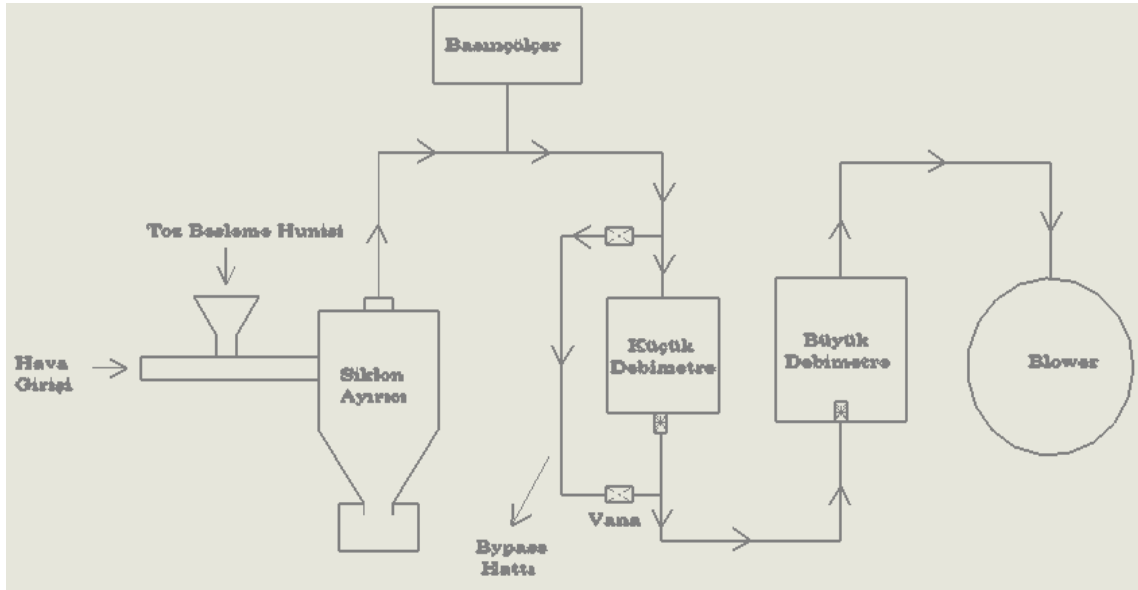 Basınçölçer
Toz Besleme Hunisi
Hava
Girişi
Siklon
Ayırıcı
Küçük
Debimetre
Büyük
Debimetre
Blower
Vana
Bypass
Hattı